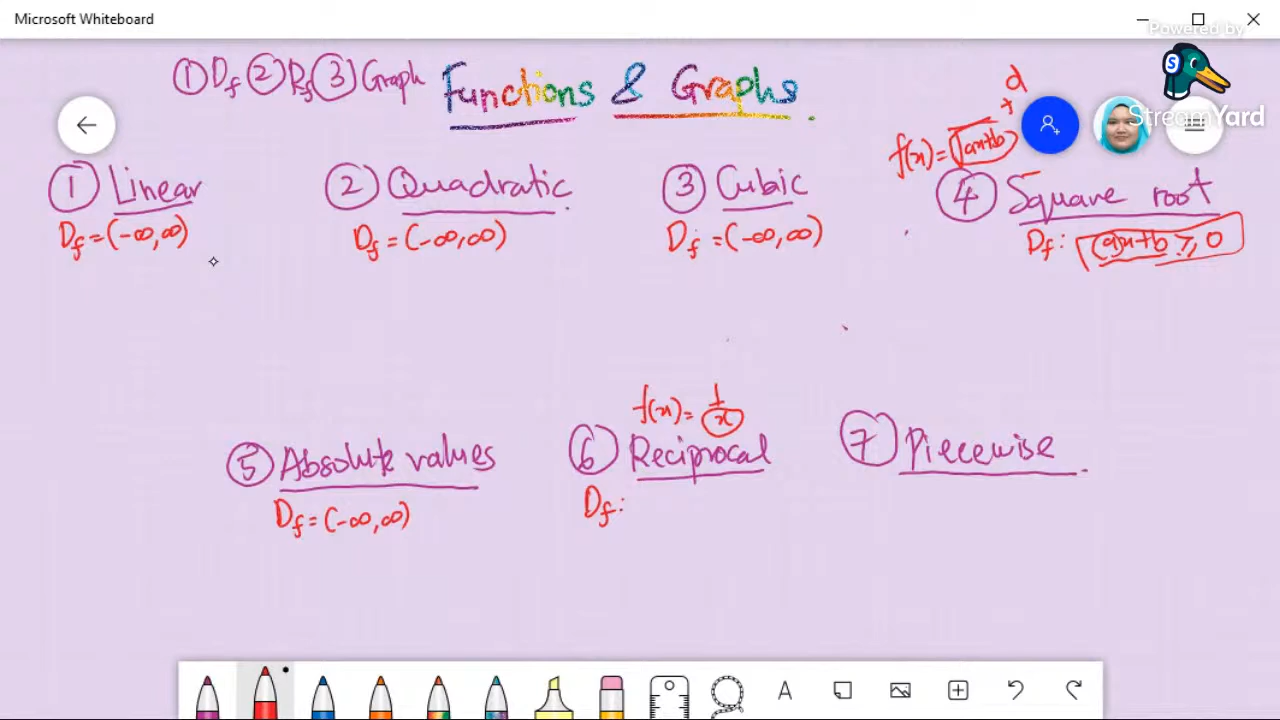 Microsoft Whiteboard
Powered by
StreamYard
① Df ② Rf ③ Graph
Functions & Graphs.
f(x) = √ax+b
① Linear
② Quadratic
③ Cubic
④ Square root
Df = (-∞, ∞)
Df = (-∞, ∞)
Df = (-∞, ∞)
Df: ax+b ≥ 0
f(x) = 1/x
⑤ Absolute values
⑥ Reciprocal
⑦ Piecewise
Df = (-∞, ∞)
Df: